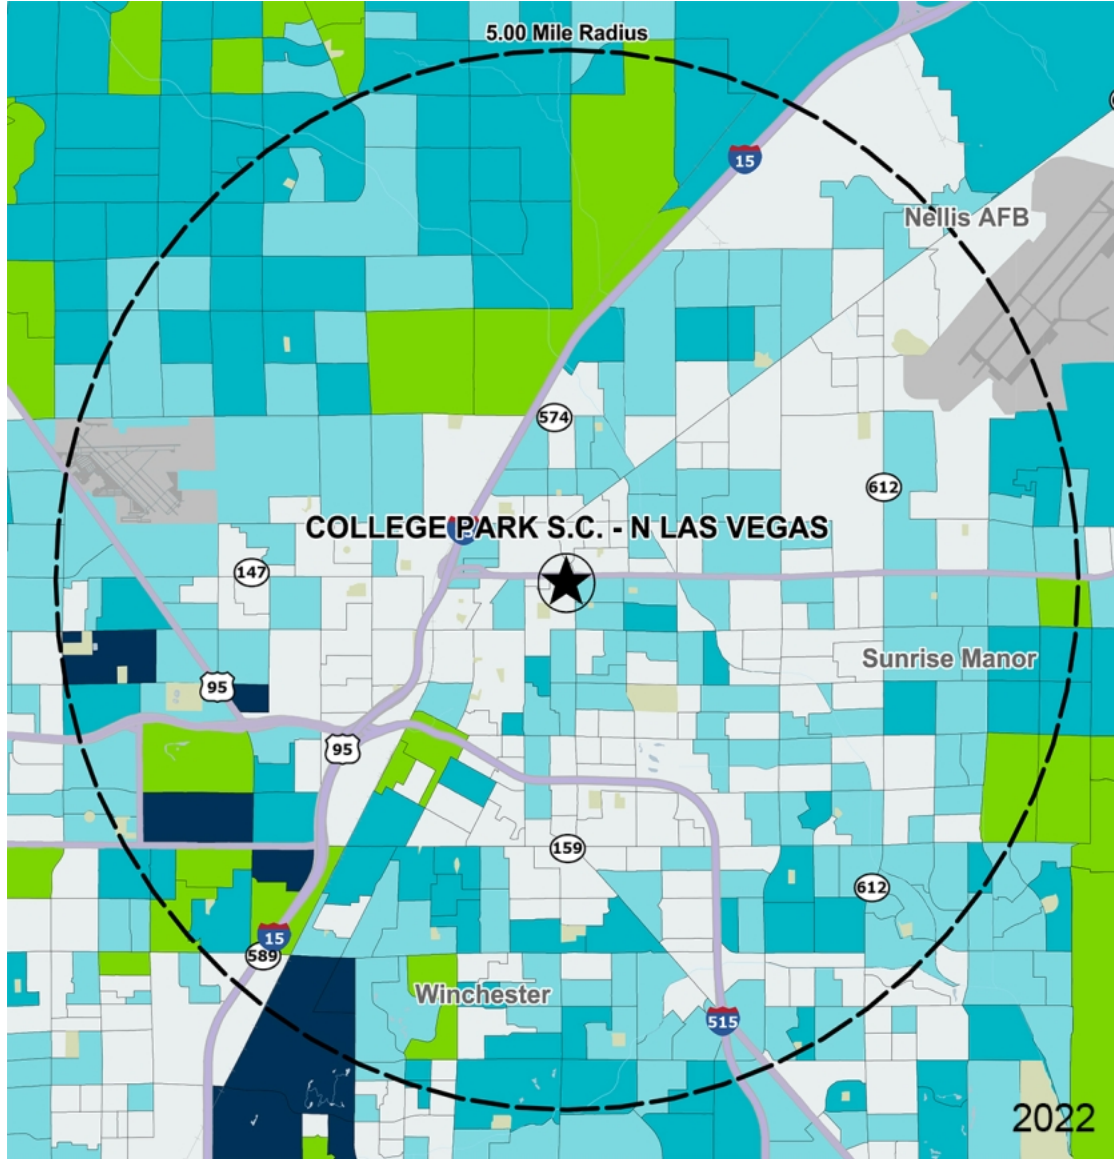 5.00 Mile Radius
15
Nellis AFB
574
612
COLLEGE PARK S.C. - N LAS VEGAS
147
Sunrise Manor
95
95
159
612
15
589
Winchester
515
2022